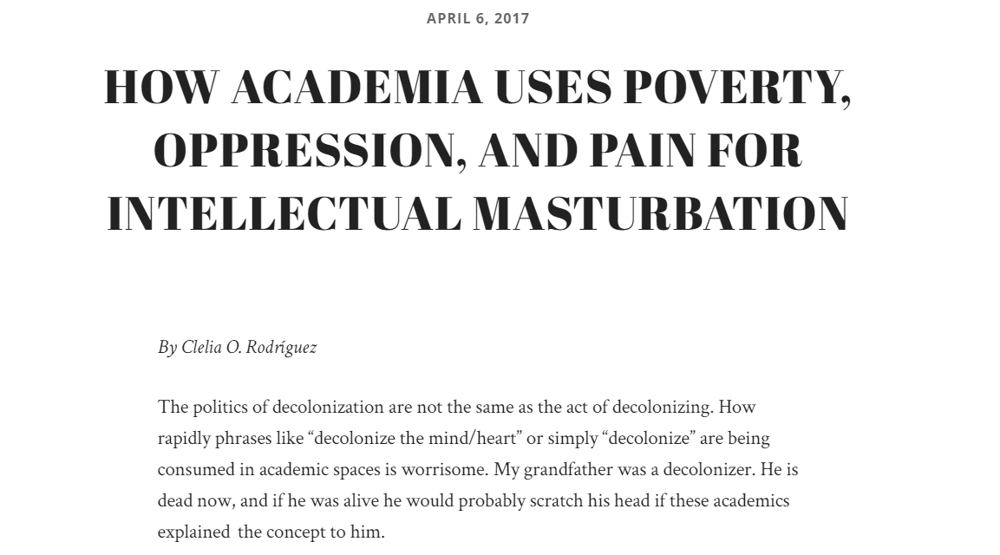 APRIL 6, 2017
HOW ACADEMIA USES POVERTY,
OPPRESSION, AND PAIN FOR
INTELLECTUAL MASTURBATION
By Clelia O. Rodríguez
The politics of decolonization are not the same as the act of decolonizing. How
rapidly phrases like “decolonize the mind/heart” or simply “decolonize” are being
consumed in academic spaces is worrisome. My grandfather was a decolonizer. He is
dead now, and if he was alive he would probably scratch his head if these academics
explained the concept to him.